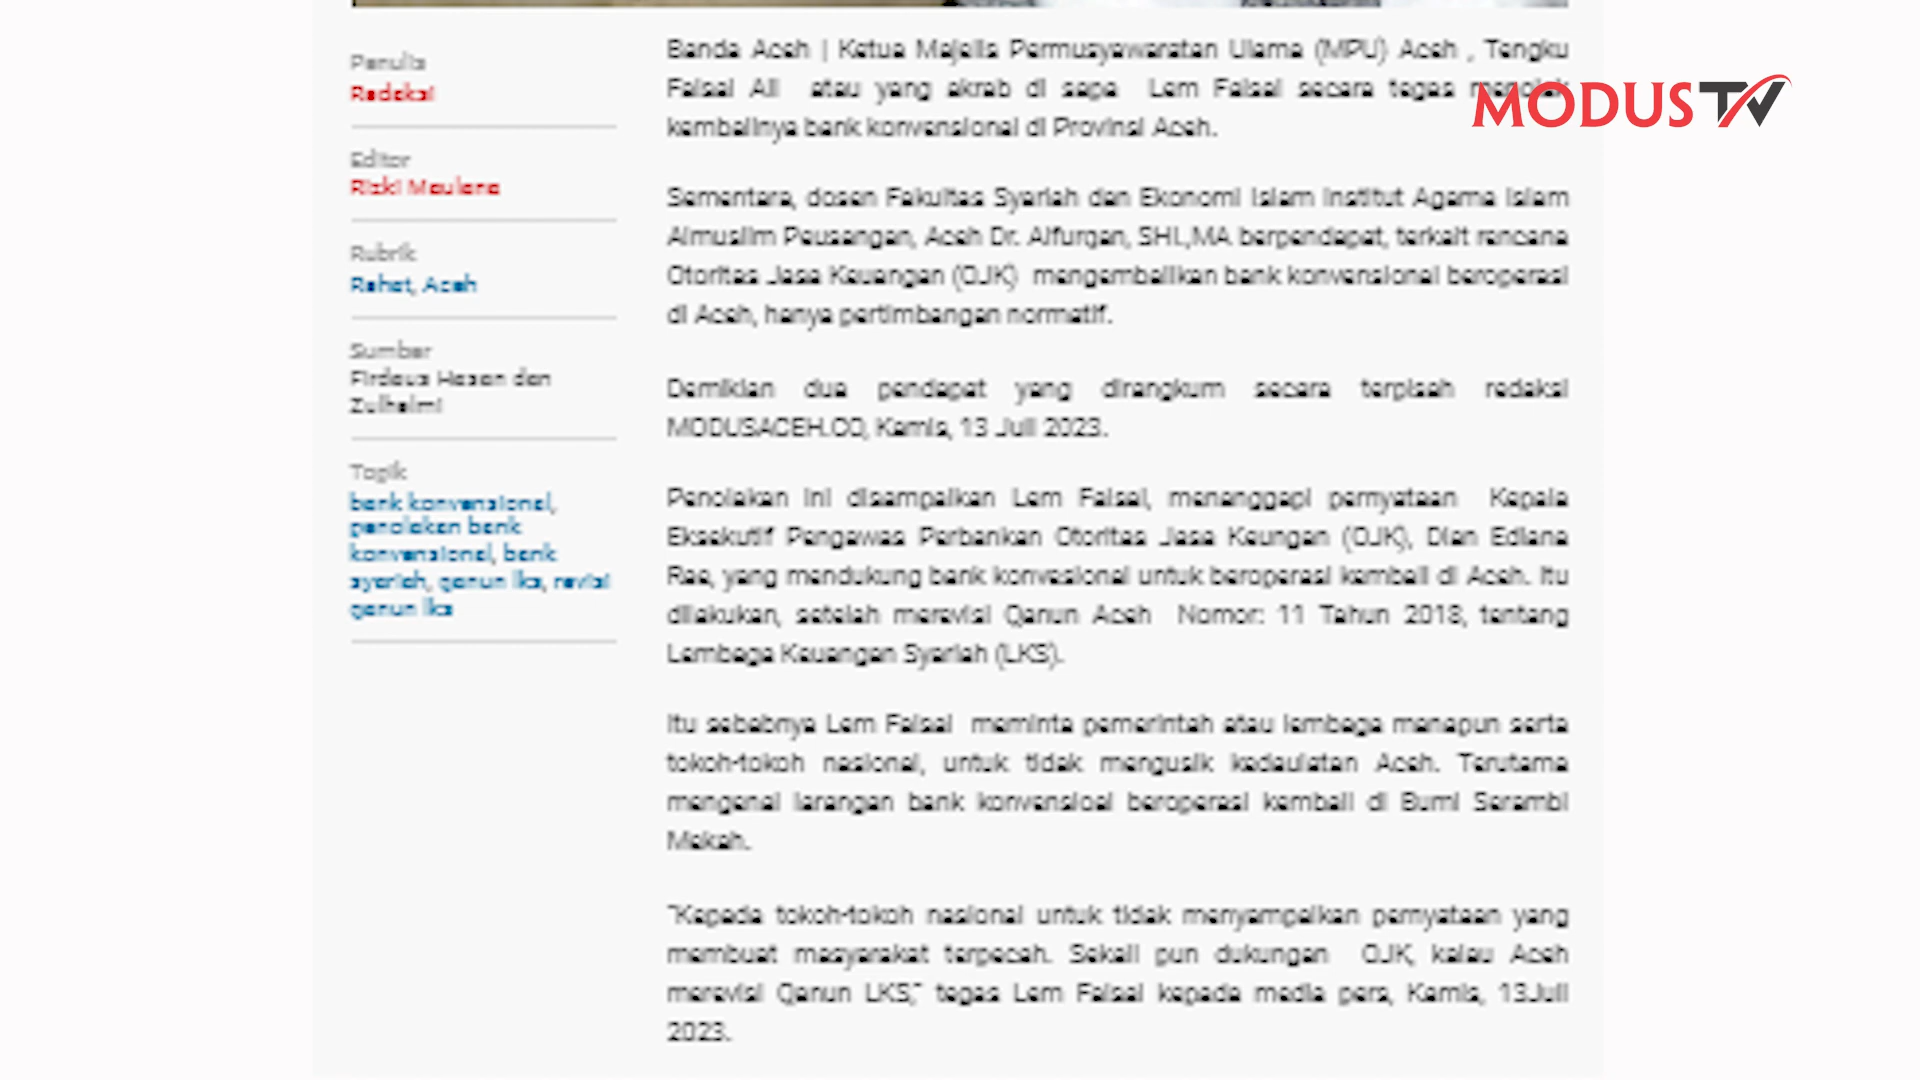 MODUS TV
Penulis
Redaksi
Editor
Rizki Maulana
Rubrik
Rehat, Aceh
Sumber
Firdaus Hasan dan
Zulhelmi
Topik
bank konvensional,
penolakan bank
konvensional, bank
syariah, qanun lks, revisi
qanun lks
Banda Aceh | Ketua Majelis Permusyawaratan Ulama (MPU) Aceh , Tengku
Faisal Ali atau yang akrab di sapa Lem Faisal secara tegas menolak
kembalinya bank konvensional di Provinsi Aceh.
Sementara, dosen Fakultas Syariah dan Ekonomi Islam Institut Agama Islam
Almuslim Peusangan, Aceh Dr. Alfurqan, SHI.,MA berpendapat, terkait rencana
Otoritas Jasa Keuangan (OJK) mengembalikan bank konvensional beroperasi
di Aceh, hanya pertimbangan normatif.
Demikian dua pendapat yang dirangkum secara terpisah redaksi
MODUSACEH.CO, Kamis, 13 Juli 2023.
Penolakan ini disampaikan Lem Faisal, menanggapi pernyataan Kepala
Eksekutif Pengawas Perbankan Otoritas Jasa Keungan (OJK), Dian Ediana
Rae, yang mendukung bank konvesional untuk beroperasi kembali di Aceh. Itu
dilakukan, setelah merevisi Qanun Aceh Nomor: 11 Tahun 2018, tentang
Lembaga Keuangan Syariah (LKS).
Itu sebabnya Lem Faisal meminta pemerintah atau lembaga manapun serta
tokoh-tokoh nasional, untuk tidak mengusik kedaulatan Aceh. Terutama
mengenai larangan bank konvensioal beroperasi kembali di Bumi Serambi
Mekah.
"Kepada tokoh-tokoh nasional untuk tidak menyampaikan pernyataan yang
membuat masyarakat terpecah. Sekali pun dukungan OJK, kalau Aceh
merevisi Qanun LKS," tegas Lem Faisal kepada media pers, Kamis, 13Juli
2023.